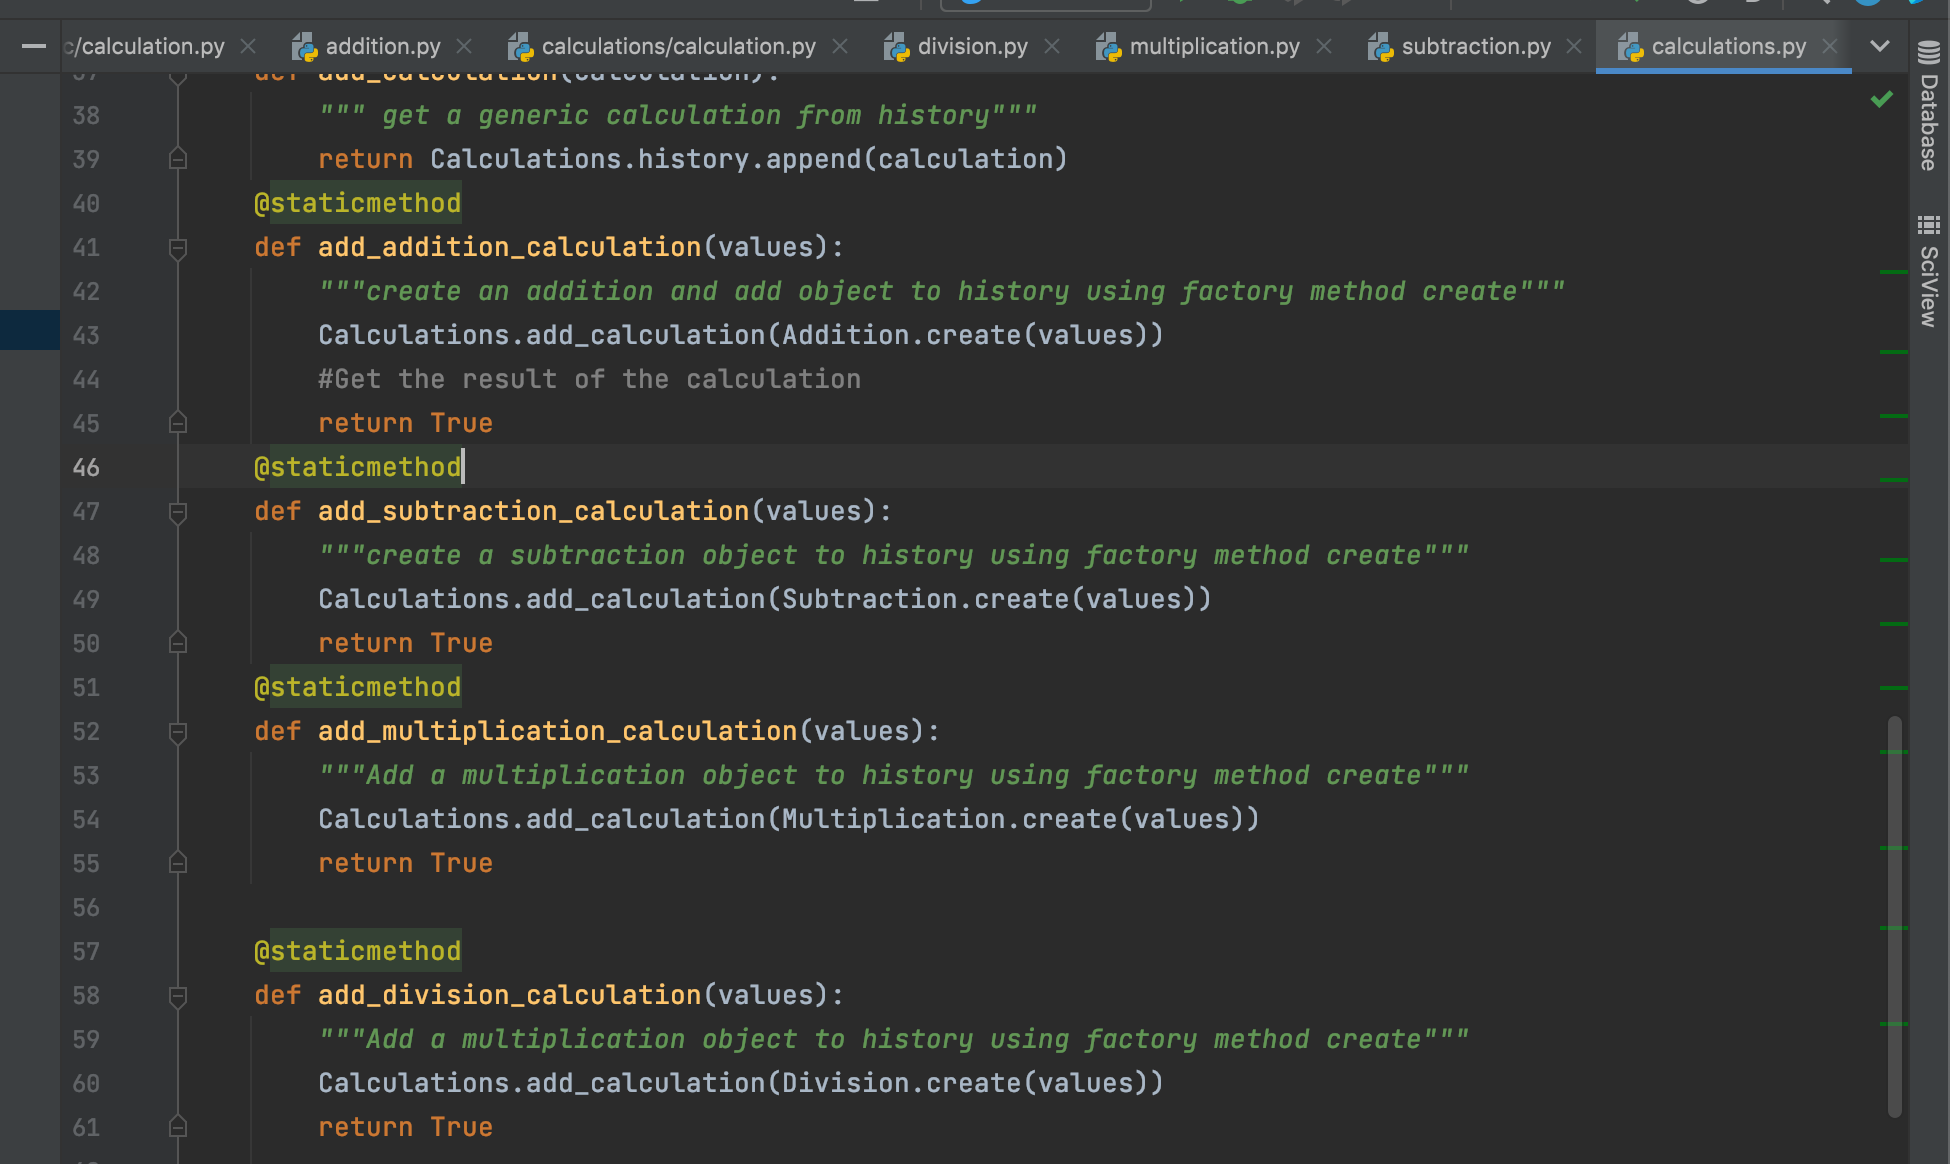 c/calculation.py addition.py calculations/calculation.py division.py multiplication.py subtraction.py calculations.py
37 def add_calculation(calculation):
38 """ get a generic calculation from history"""
39 return Calculations.history.append(calculation)
40 @staticmethod
41 def add_addition_calculation(values):
42 """create an addition and add object to history using factory method create"""
43 Calculations.add_calculation(Addition.create(values))
44 #Get the result of the calculation
45 return True
46 @staticmethod
47 def add_subtraction_calculation(values):
48 """create a subtraction object to history using factory method create"""
49 Calculations.add_calculation(Subtraction.create(values))
50 return True
51 @staticmethod
52 def add_multiplication_calculation(values):
53 """Add a multiplication object to history using factory method create"""
54 Calculations.add_calculation(Multiplication.create(values))
55 return True
56
57 @staticmethod
58 def add_division_calculation(values):
59 """Add a multiplication object to history using factory method create"""
60 Calculations.add_calculation(Division.create(values))
61 return True
Database
SciView